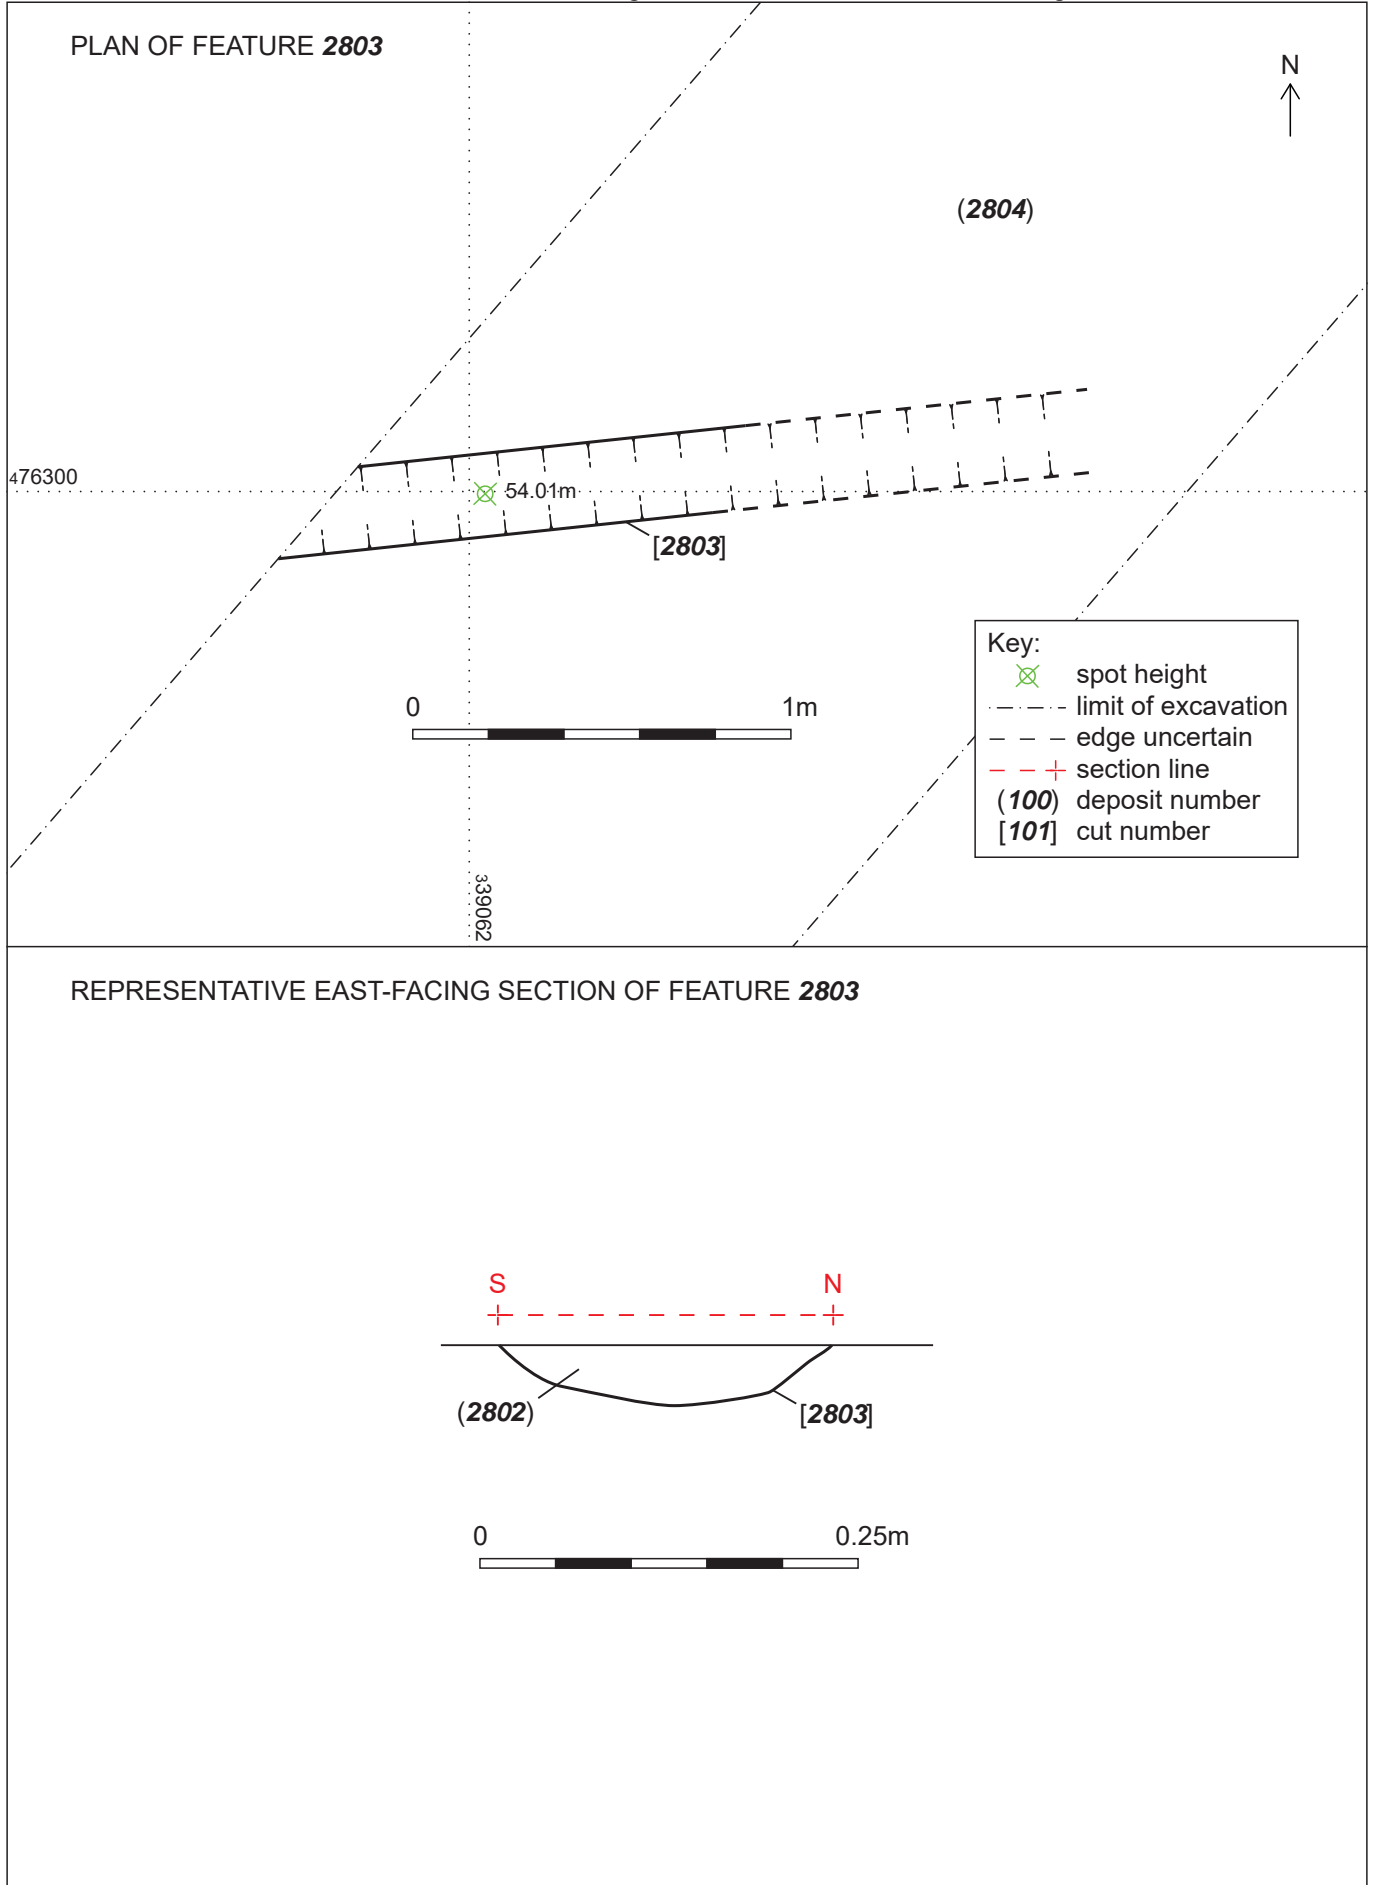 PLAN OF FEATURE 2803
N
(2804)
476300
54.01m
[2803]
0 1m
339062
Key:
spot height
limit of excavation
edge uncertain
section line
(100) deposit number
[101] cut number
REPRESENTATIVE EAST-FACING SECTION OF FEATURE 2803
S N
(2802) [2803]
0 0.25m